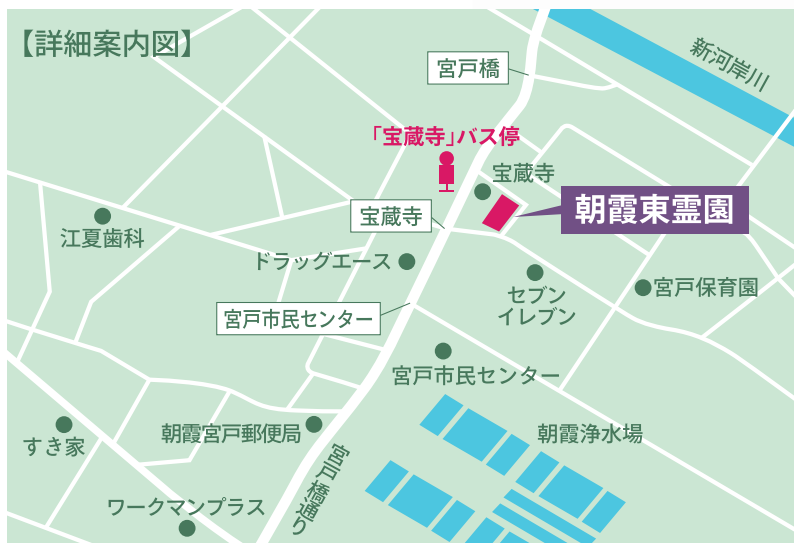 【詳細案内図】
新河岸川
宮戸橋
「宝蔵寺」バス停
宝蔵寺
朝霞東霊園
宝蔵寺
江夏歯科
ドラッグエース
セブン
イレブン
宮戸保育園
宮戸市民センター
宮戸市民センター
朝霞宮戸郵便局
朝霞浄水場
すき家
宮戸橋通り
ワークマンプラス